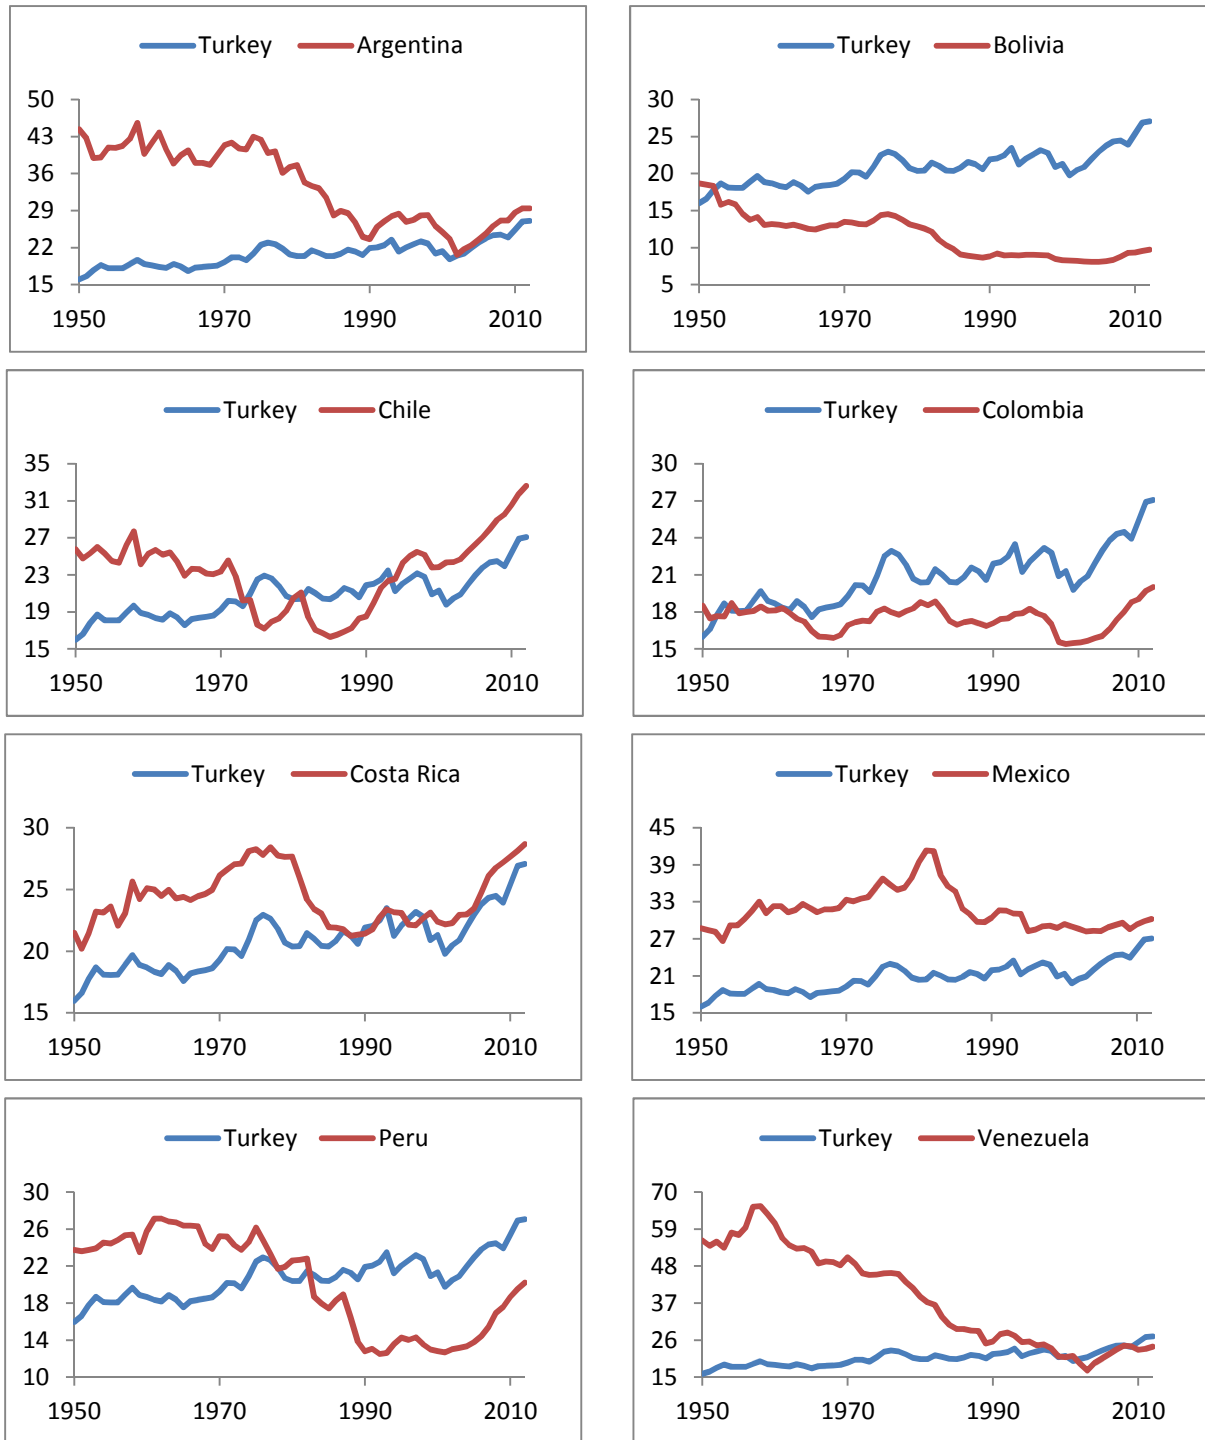 Turkey Argentina
50
43
36
29
22
15
1950 1970 1990 2010
Turkey Bolivia
30
25
20
15
10
5
1950 1970 1990 2010
Turkey Chile
35
31
27
23
19
15
1950 1970 1990 2010
Turkey Colombia
30
27
24
21
18
15
1950 1970 1990 2010
Turkey Costa Rica
30
25
20
15
1950 1970 1990 2010
Turkey Mexico
45
39
33
27
21
15
1950 1970 1990 2010
Turkey Peru
30
26
22
18
14
10
1950 1970 1990 2010
Turkey Venezuela
70
59
48
37
26
15
1950 1970 1990 2010